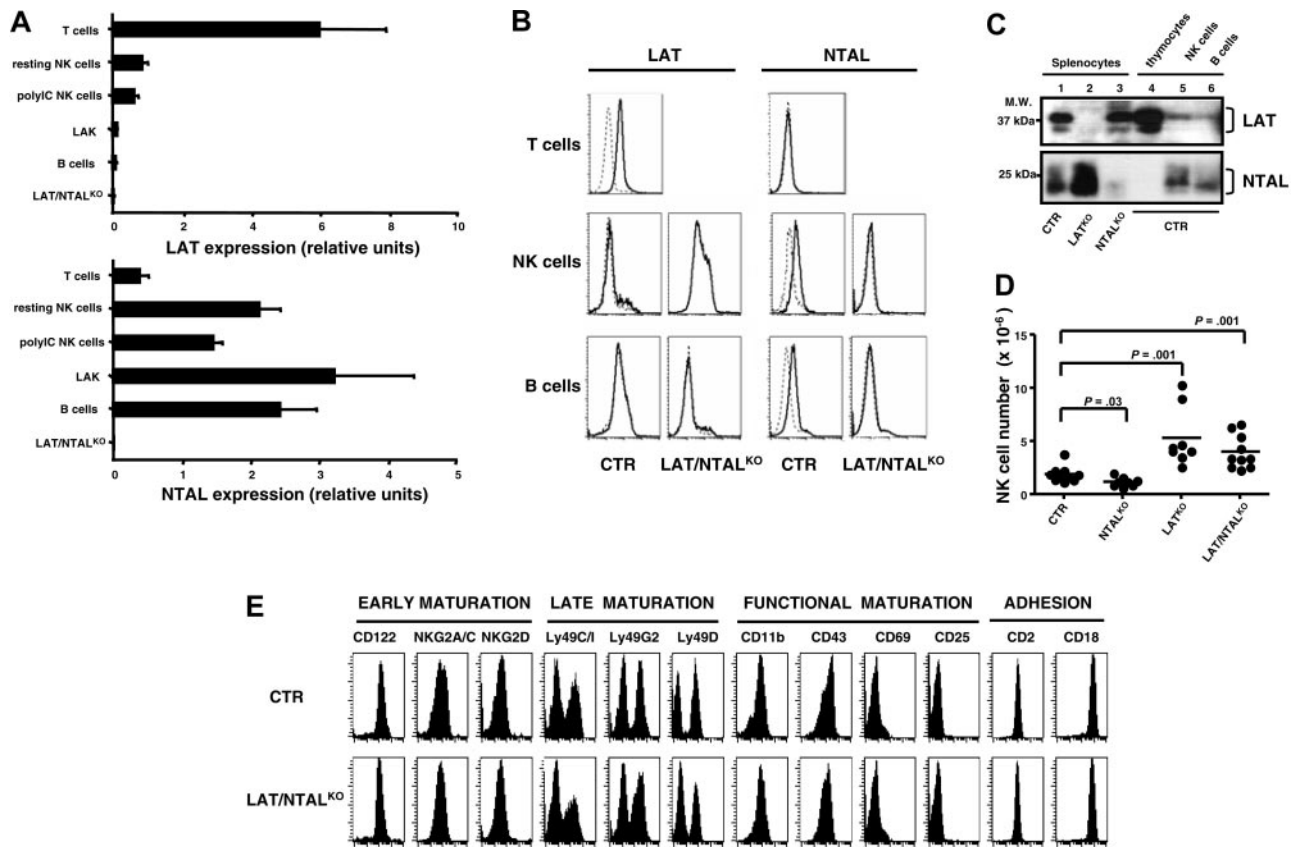 A
T cells
resting NK cells
polyIC NK cells
LAK
B cells
LAT/NTALKO
0 2 4 6 8 10
LAT expression (relative units)
T cells
resting NK cells
polyIC NK cells
LAK
B cells
LAT/NTALKO
0 1 2 3 4 5
NTAL expression (relative units)
B
LAT NTAL
T cells
NK cells
B cells
CTR LAT/NTALKO CTR LAT/NTALKO
C
Splenocytes thymocytes NK cells B cells
1 2 3 4 5 6
M.W.
37 kDa LAT
25 kDa NTAL
CTR LATKO NTALKO CTR
D
NK cell number (x 10-6)
15
10
5
0
P = .001
P = .001
P = .03
CTR NTALKO LATKO LAT/NTALKO
E
EARLY MATURATION LATE MATURATION FUNCTIONAL MATURATION ADHESION
CD122 NKG2A/C NKG2D Ly49C/I Ly49G2 Ly49D CD11b CD43 CD69 CD25 CD2 CD18
CTR
LAT/NTALKO